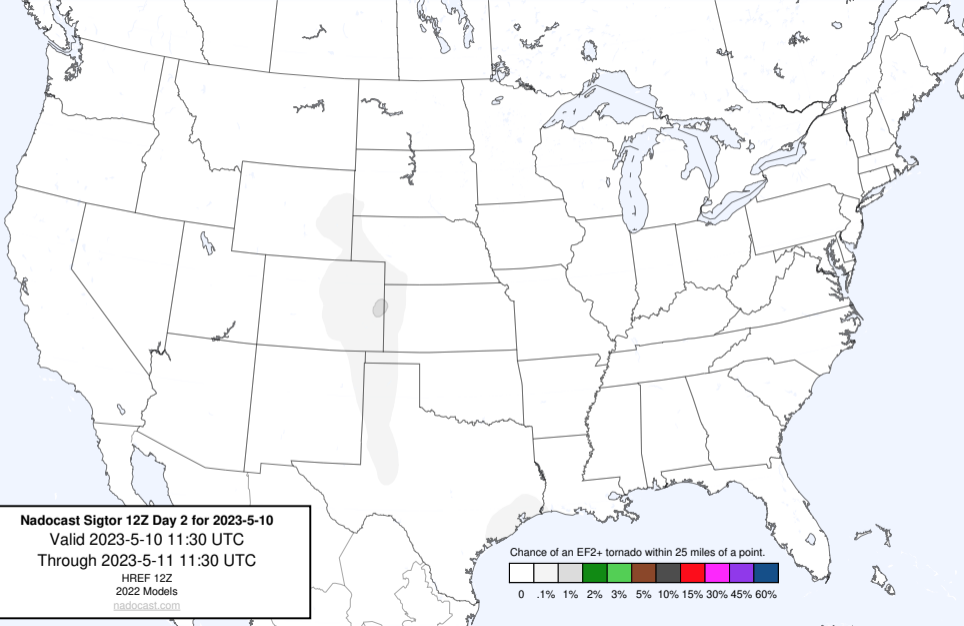 Nadocast Sigtor 12Z Day 2 for 2023-5-10
Valid 2023-5-10 11:30 UTC
Through 2023-5-11 11:30 UTC
HREF 12Z
2022 Models
nadocast.com
Chance of an EF2+ tornado within 25 miles of a point.
0 .1% 1% 2% 3% 5% 10% 15% 30% 45% 60%